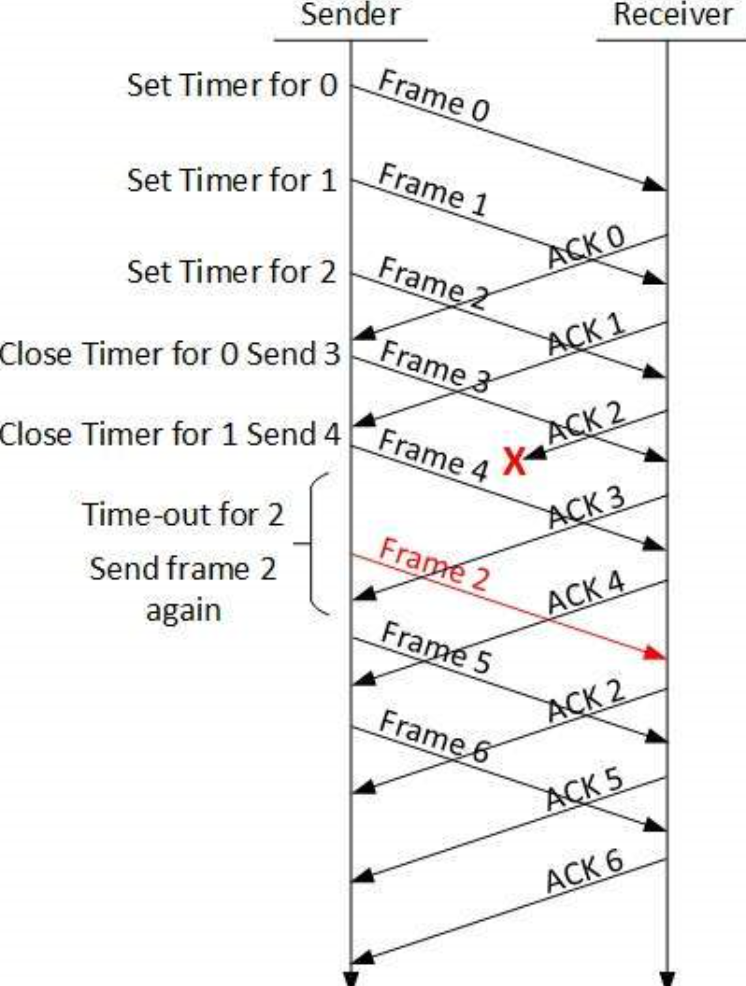 Sender
Receiver
Set Timer for 0
Frame 0
Set Timer for 1
Frame 1
ACK 0
Set Timer for 2
Frame 2
ACK 1
Close Timer for 0 Send 3
Frame 3
ACK 2
X
Close Timer for 1 Send 4
Frame 4
ACK 3
Time-out for 2
Send frame 2
again
Frame 2
ACK 4
Frame 5
ACK 2
Frame 6
ACK 5
ACK 6